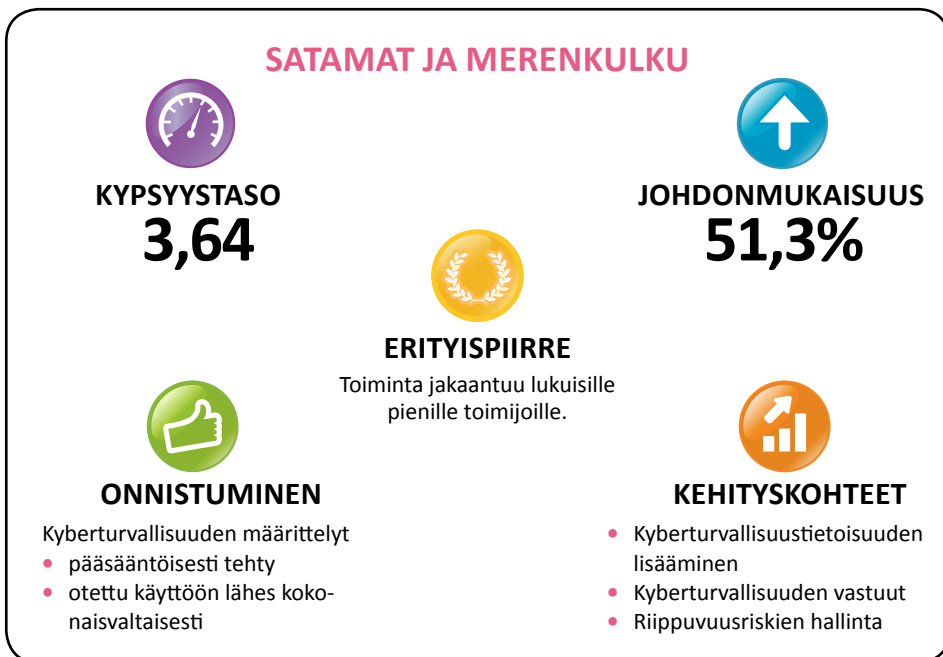 SATAMAT JA MERENKULKU
KYPSYYSTASO
3,64
JOHDONMUKAISUUS
51,3%
ERITYISPIIRRE
Toiminta jakaantuu lukuisille
pienille toimijoille.
ONNISTUMINEN
Kyberturvallisuuden määrittelyt
• pääsääntöisesti tehty
• otettu käyttöön lähes koko-
naisvaltaisesti
KEHITYSKOHTEET
• Kyberturvallisuustietoisuuden
lisääminen
• Kyberturvallisuuden vastuut
• Riippuvuusriskien hallinta